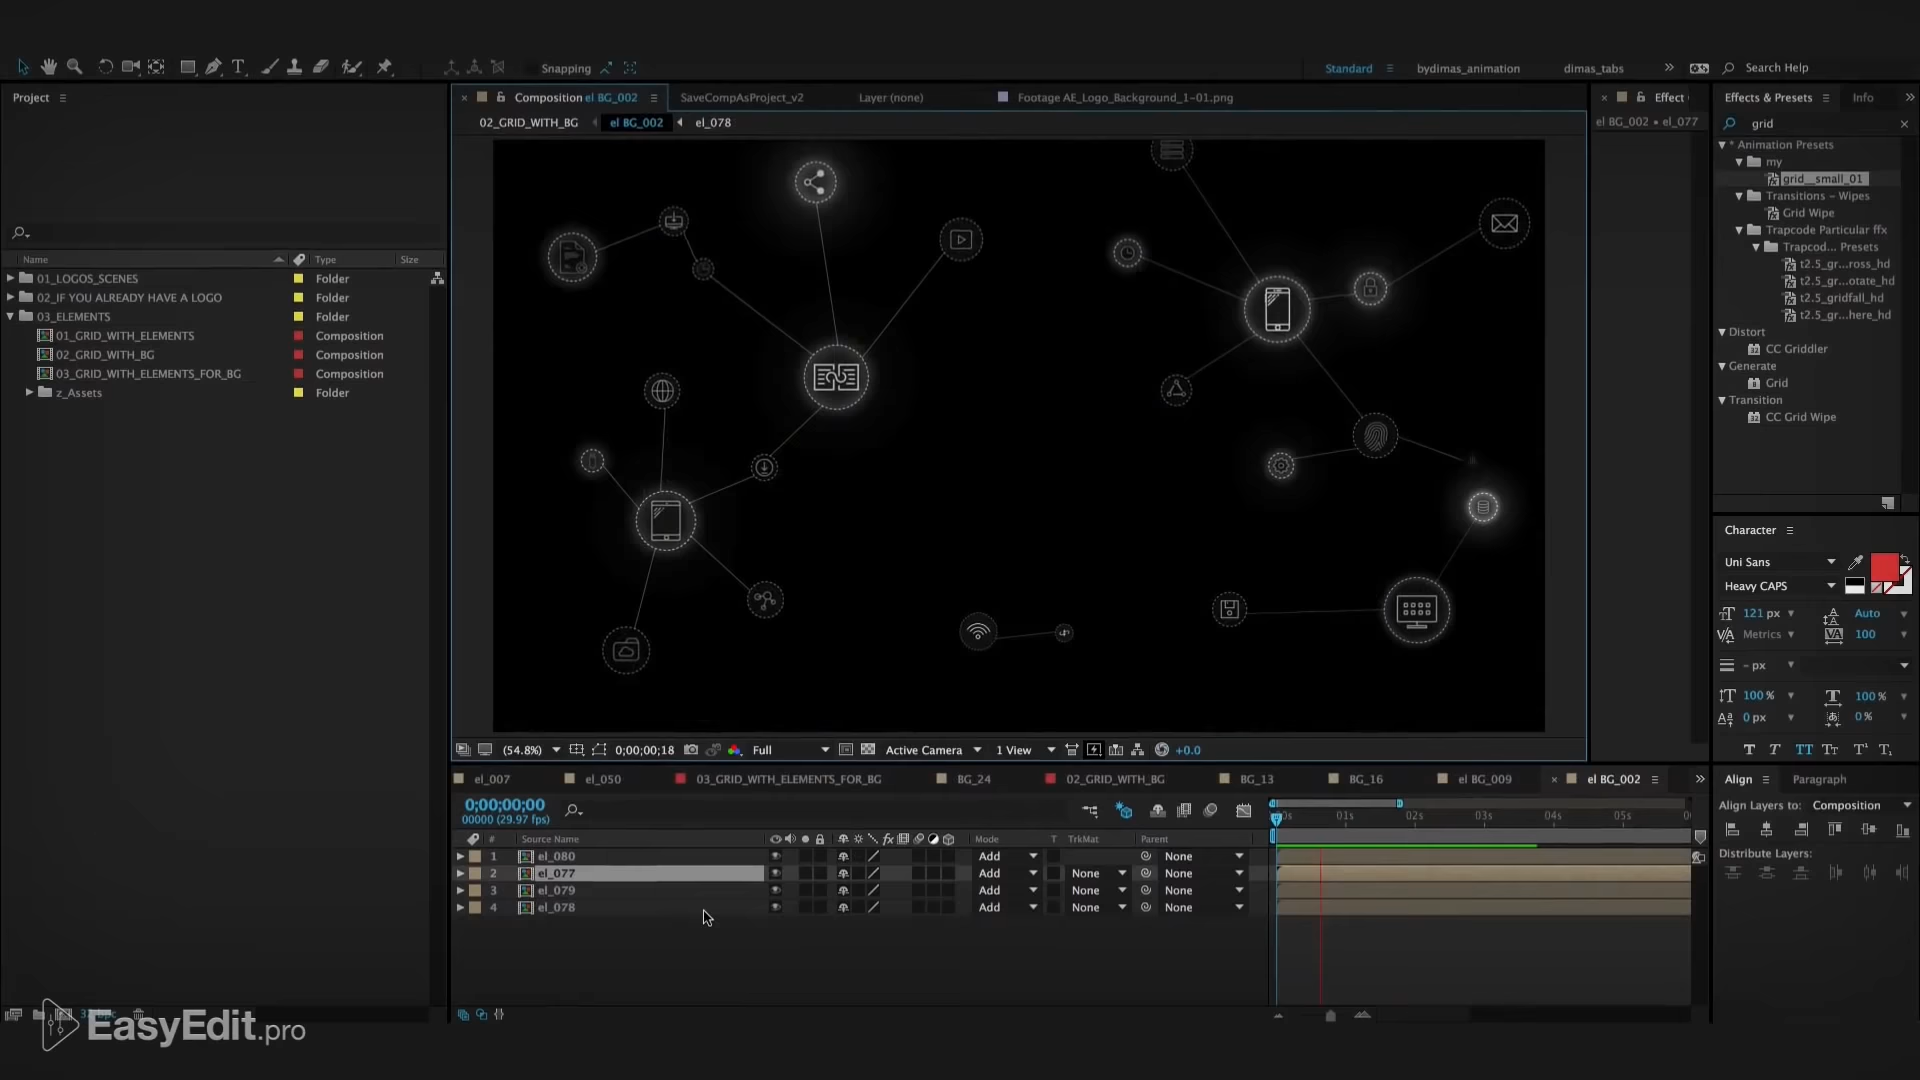 Snapping
Standard
bydimas_animation
dimas_tabs
Search Help
Project
Composition el BG_002
SaveCompAsProject_v2
Layer (none)
Footage AE_Logo_Background_1-01.png
Effect
Effects & Presets
Info
02_GRID_WITH_BG
el BG_002
el_078
el BG_002 • el_077
grid
* Animation Presets
my
grid__small_01
Transitions – Wipes
Grid Wipe
Trapcode Particular ffx
Trapcod... Presets
t2.5_gr...ross_hd
t2.5_gr...otate_hd
t2.5_gridfall_hd
t2.5_gr...here_hd
Distort
CC Griddler
Generate
Grid
Transition
CC Grid Wipe
Name
Type
Size
01_LOGOS_SCENES
Folder
02_IF YOU ALREADY HAVE A LOGO
Folder
03_ELEMENTS
Folder
01_GRID_WITH_ELEMENTS
Composition
02_GRID_WITH_BG
Composition
03_GRID_WITH_ELEMENTS_FOR_BG
Composition
z_Assets
Folder
Character
Uni Sans
Heavy CAPS
121 px
Auto
Metrics
100
- px
100 %
100 %
0 px
0 %
(54.8%)
0;00;00;18
Full
Active Camera
1 View
+0.0
el_007
el_050
03_GRID_WITH_ELEMENTS_FOR_BG
BG_24
02_GRID_WITH_BG
BG_13
BG_16
el BG_009
el BG_002
Align
Paragraph
0;00;00;00
00000 (29.97 fps)
01s
02s
03s
04s
05s
Align Layers to:
Composition
Distribute Layers:
#
Source Name
Mode
T
TrkMat
Parent
1
el_080
Add
None
2
el_077
Add
None
None
3
el_079
Add
None
None
4
el_078
Add
None
None
EasyEdit.pro